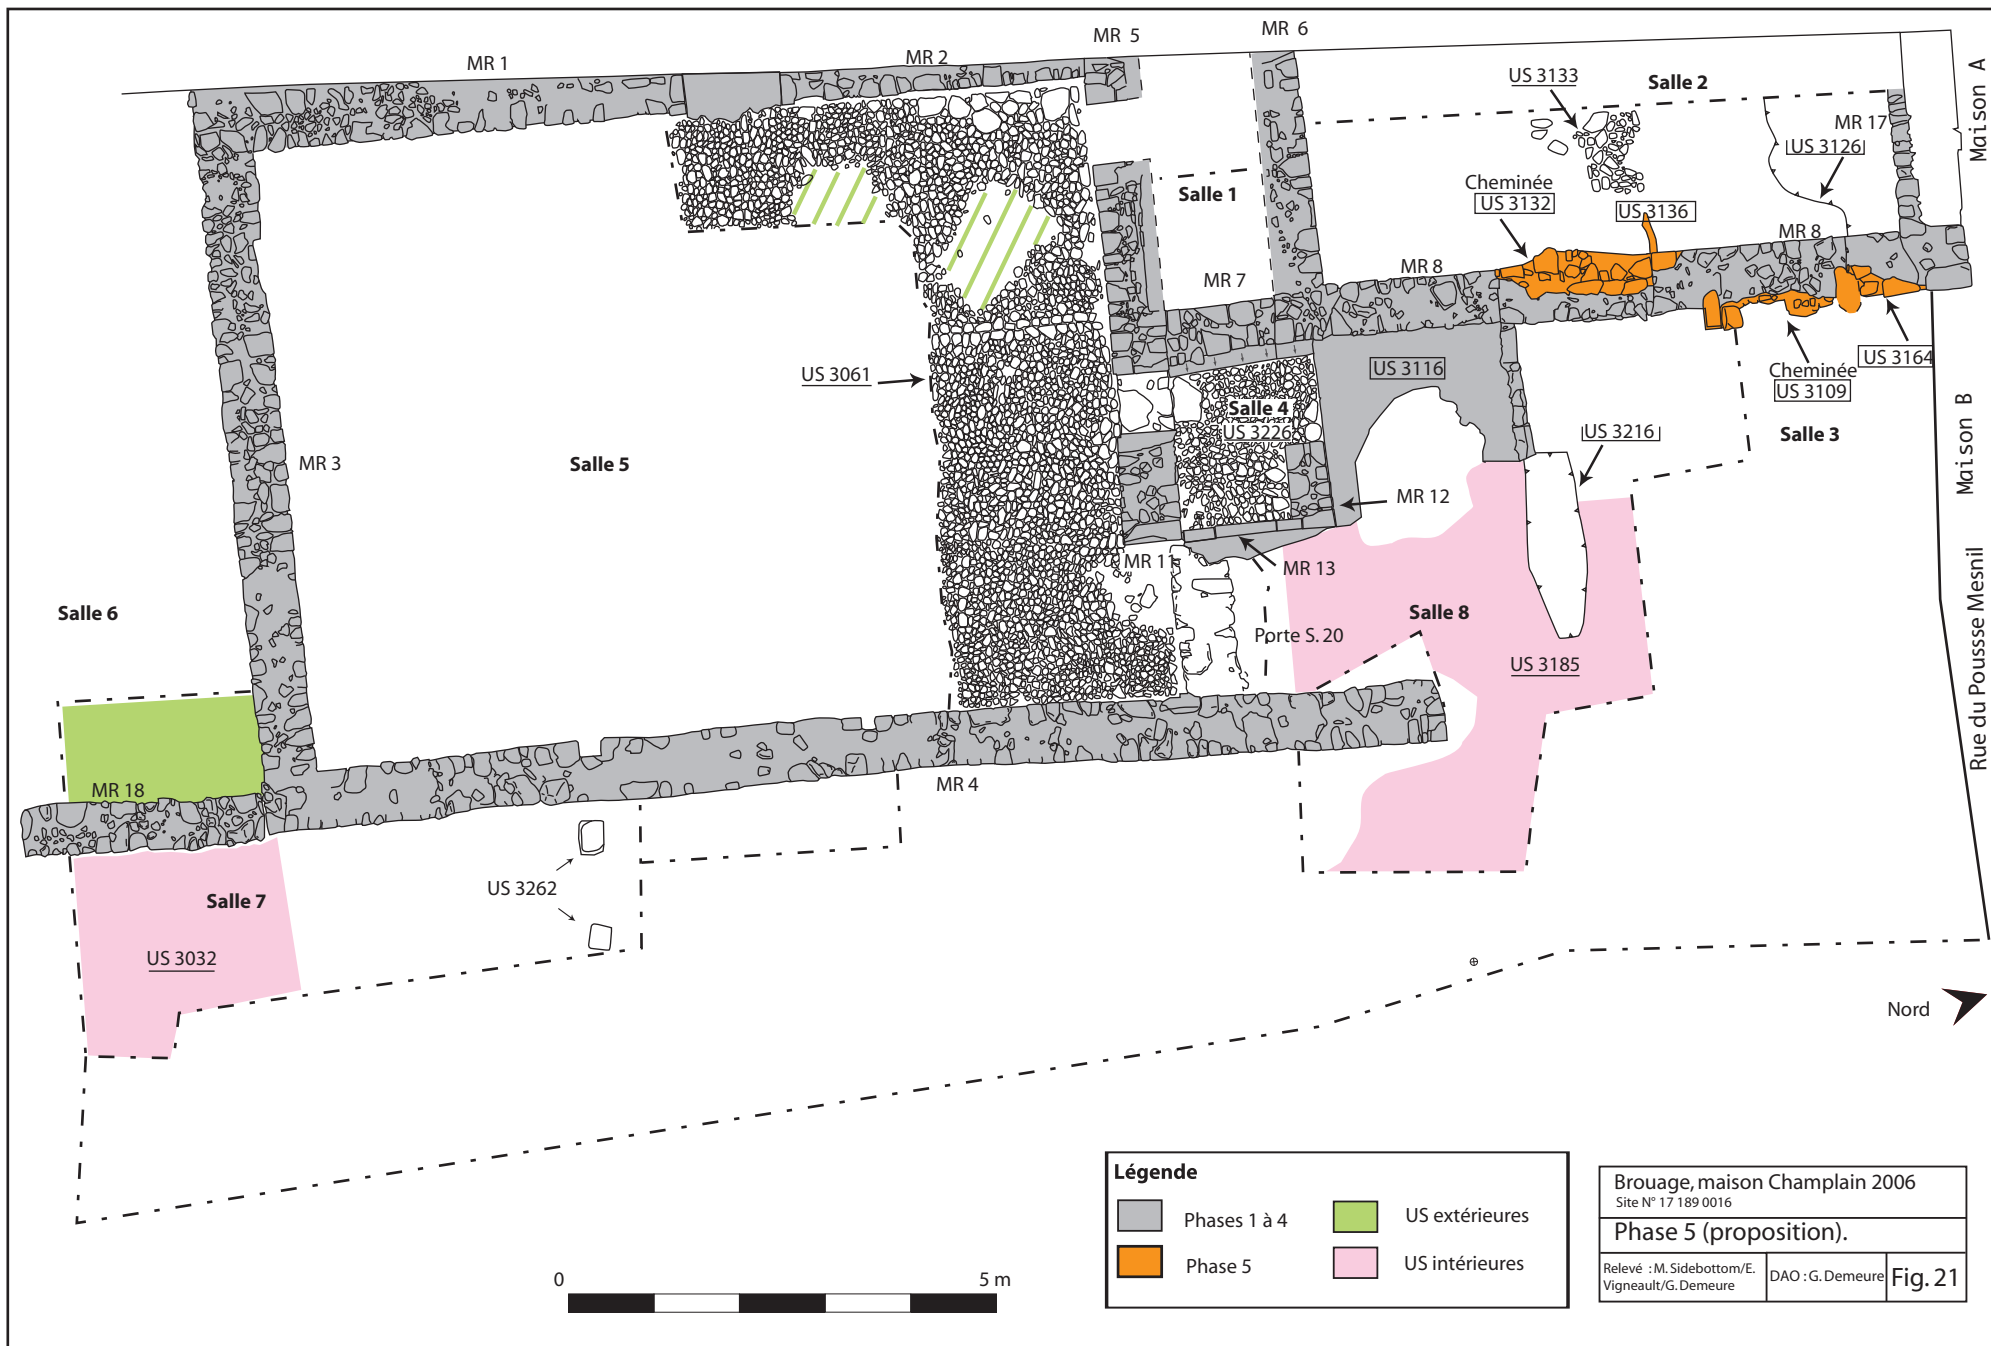 MR 1
MR 2
MR 5
MR 6
US 3133
Salle 2
MR 17
US 3126
Maison A
Salle 1
Cheminée
US 3132
US 3136
MR 8
MR 8
MR 7
US 3061
US 3116
Cheminée
US 3109
US 3164
Salle 4
US 3226
US 3216
Salle 3
Maison B
MR 3
Salle 5
MR 12
MR 11
MR 13
Salle 6
Porte S. 20
Salle 8
US 3185
Rue du Pousse Mesnil
MR 18
MR 4
US 3262
Salle 7
US 3032
Nord
Légende
Phases 1 à 4
US extérieures
Phase 5
US intérieures
0
5 m
Brouage, maison Champlain 2006
Site N° 17 189 0016
Phase 5 (proposition).
Relevé : M. Sidebottom/E.
Vigneault/G. Demeure
DAO : G. Demeure
Fig. 21